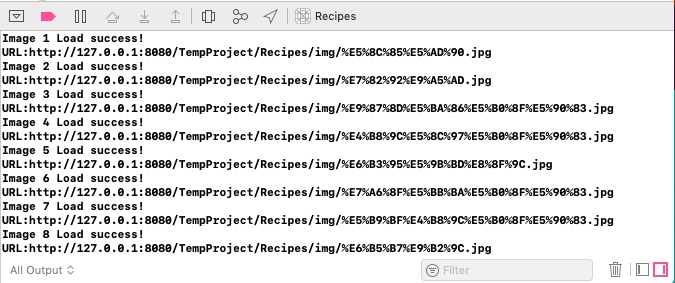 Recipes
Image 1 Load success!
URL:http://127.0.0.1:8080/TempProject/Recipes/img/%E5%8C%85%E5%AD%90.jpg
Image 2 Load success!
URL:http://127.0.0.1:8080/TempProject/Recipes/img/%E7%82%92%E9%A5%AD.jpg
Image 3 Load success!
URL:http://127.0.0.1:8080/TempProject/Recipes/img/%E9%87%8D%E5%BA%86%E5%B0%8F%E5%90%83.jpg
Image 4 Load success!
URL:http://127.0.0.1:8080/TempProject/Recipes/img/%E4%B8%9C%E5%8C%97%E5%B0%8F%E5%90%83.jpg
Image 5 Load success!
URL:http://127.0.0.1:8080/TempProject/Recipes/img/%E6%B3%95%E5%9B%BD%E8%8F%9C.jpg
Image 6 Load success!
URL:http://127.0.0.1:8080/TempProject/Recipes/img/%E7%A6%8F%E5%BB%BA%E5%B0%8F%E5%90%83.jpg
Image 7 Load success!
URL:http://127.0.0.1:8080/TempProject/Recipes/img/%E5%B9%BF%E4%B8%9C%E5%B0%8F%E5%90%83.jpg
Image 8 Load success!
URL:http://127.0.0.1:8080/TempProject/Recipes/img/%E6%B5%B7%E9%B2%9C.jpg
All Output
Filter